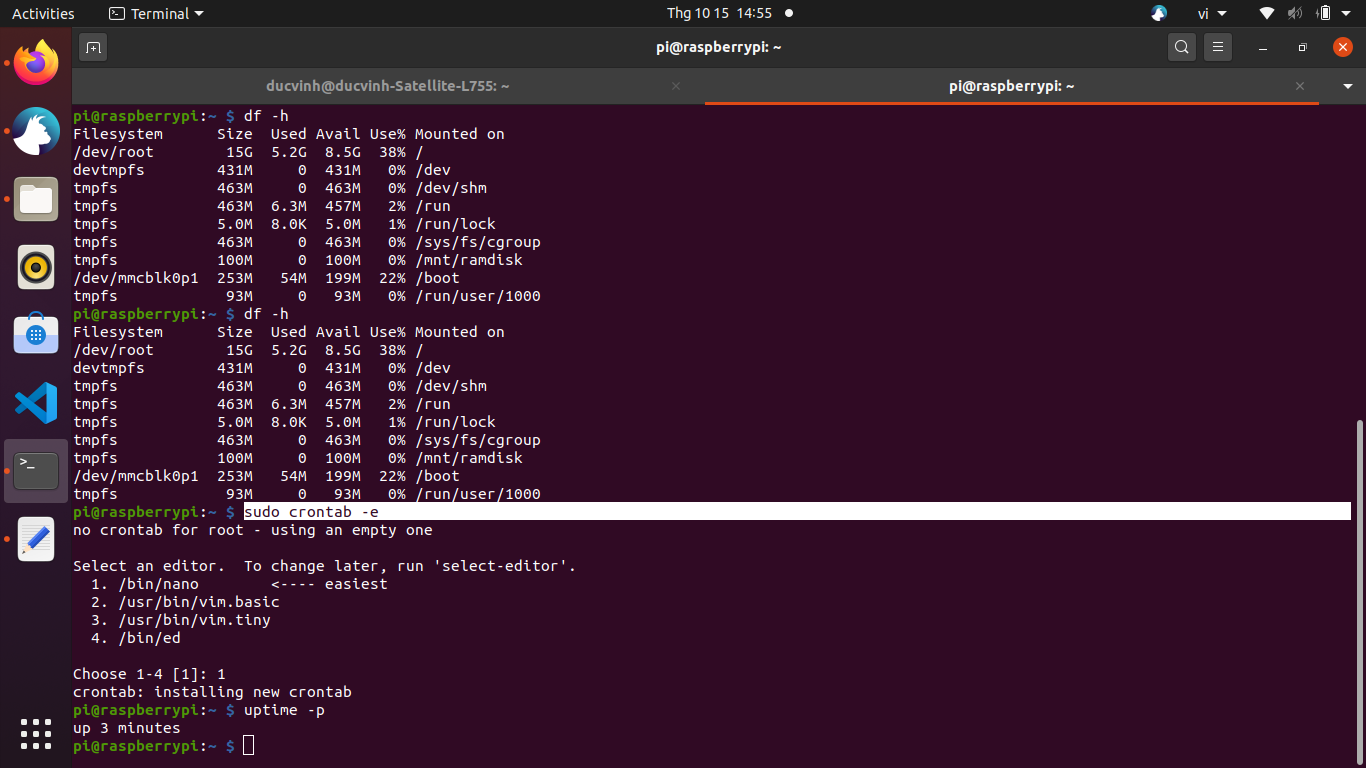 Activities Terminal Thg 10 15 14:55 vi
pi@raspberrypi: ~
ducvinh@ducvinh-Satellite-L755: ~ pi@raspberrypi: ~
pi@raspberrypi:~ $ df -h
Filesystem      Size  Used Avail Use% Mounted on
/dev/root        15G  5.2G  8.5G  38% /
devtmpfs        431M     0  431M   0% /dev
tmpfs           463M     0  463M   0% /dev/shm
tmpfs           463M  6.3M  457M   2% /run
tmpfs           5.0M  8.0K  5.0M   1% /run/lock
tmpfs           463M     0  463M   0% /sys/fs/cgroup
tmpfs           100M     0  100M   0% /mnt/ramdisk
/dev/mmcblk0p1  253M   54M  199M  22% /boot
tmpfs            93M     0   93M   0% /run/user/1000
pi@raspberrypi:~ $ df -h
Filesystem      Size  Used Avail Use% Mounted on
/dev/root        15G  5.2G  8.5G  38% /
devtmpfs        431M     0  431M   0% /dev
tmpfs           463M     0  463M   0% /dev/shm
tmpfs           463M  6.3M  457M   2% /run
tmpfs           5.0M  8.0K  5.0M   1% /run/lock
tmpfs           463M     0  463M   0% /sys/fs/cgroup
tmpfs           100M     0  100M   0% /mnt/ramdisk
/dev/mmcblk0p1  253M   54M  199M  22% /boot
tmpfs            93M     0   93M   0% /run/user/1000
pi@raspberrypi:~ $ sudo crontab -e
no crontab for root - using an empty one
Select an editor.  To change later, run 'select-editor'.
  1. /bin/nano        <---- easiest
  2. /usr/bin/vim.basic
  3. /usr/bin/vim.tiny
  4. /bin/ed
Choose 1-4 [1]: 1
crontab: installing new crontab
pi@raspberrypi:~ $ uptime -p
up 3 minutes
pi@raspberrypi:~ $